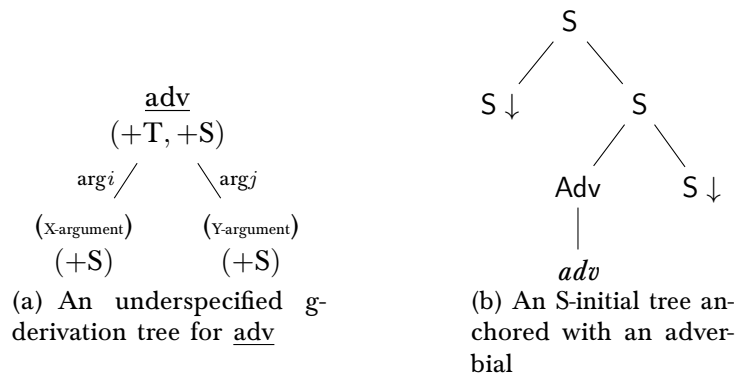 adv
(+T, +S)
argi argj
(X-argument) (Y-argument)
(+S) (+S)
(a) An underspecified g-
derivation tree for adv
S
S ↓ S
Adv S ↓
adv
(b) An S-initial tree an-
chored with an adver-
bial